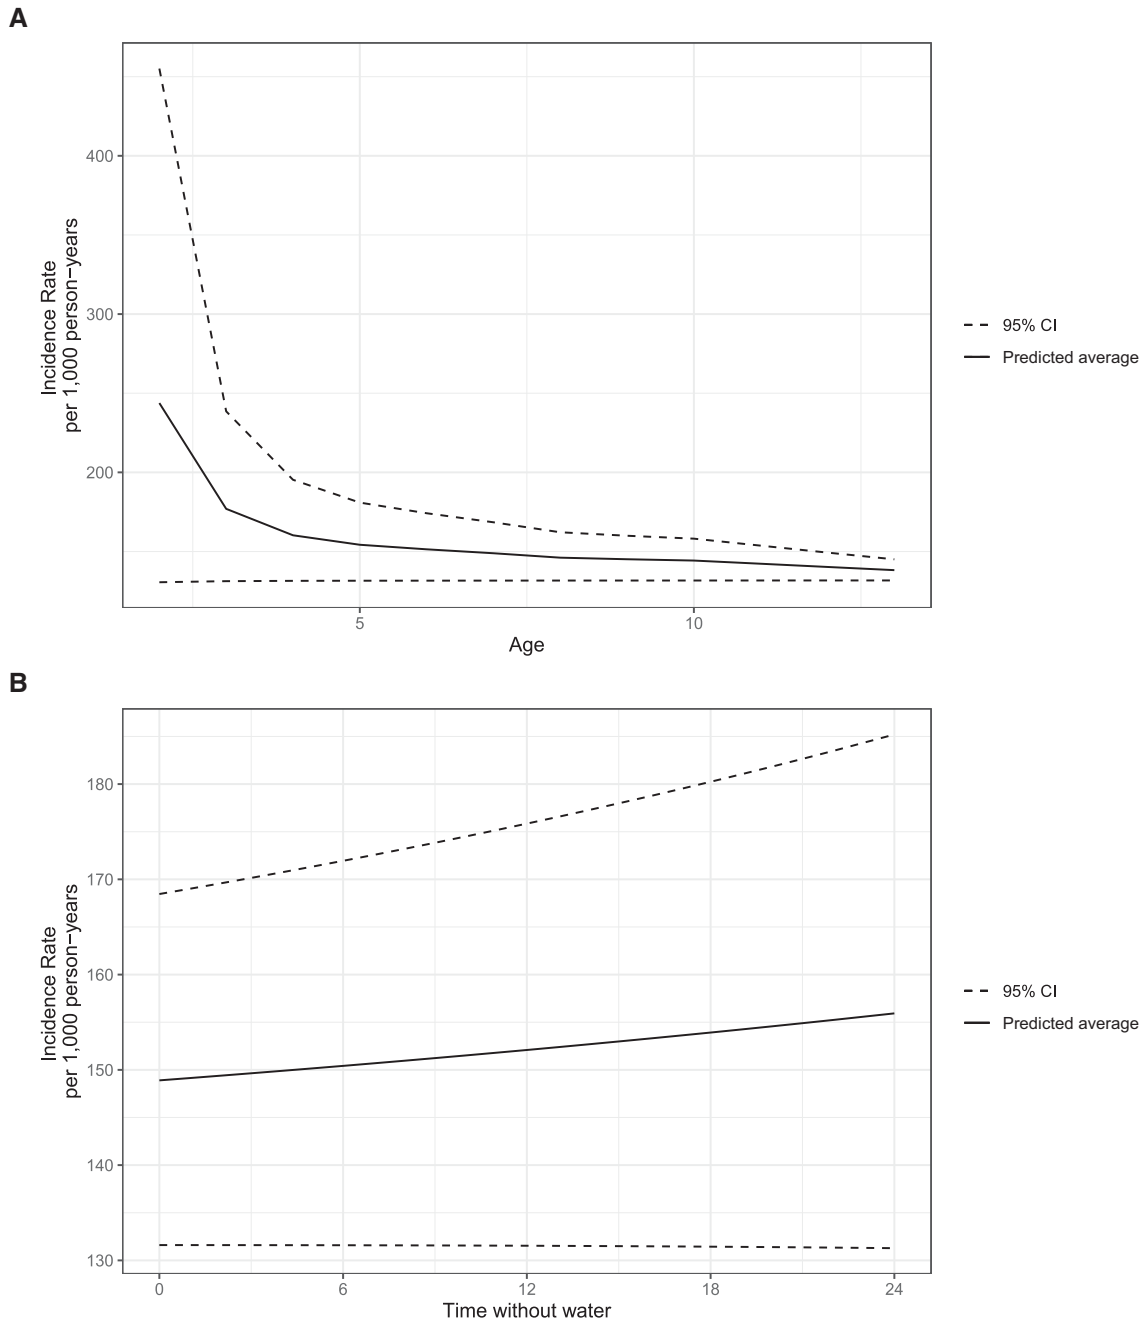 A
400
300
200
Incidence Rate
per 1,000 person−years
5
10
Age
95% CI
Predicted average
B
180
170
160
150
140
130
Incidence Rate
per 1,000 person−years
0
6
12
18
24
Time without water
95% CI
Predicted average